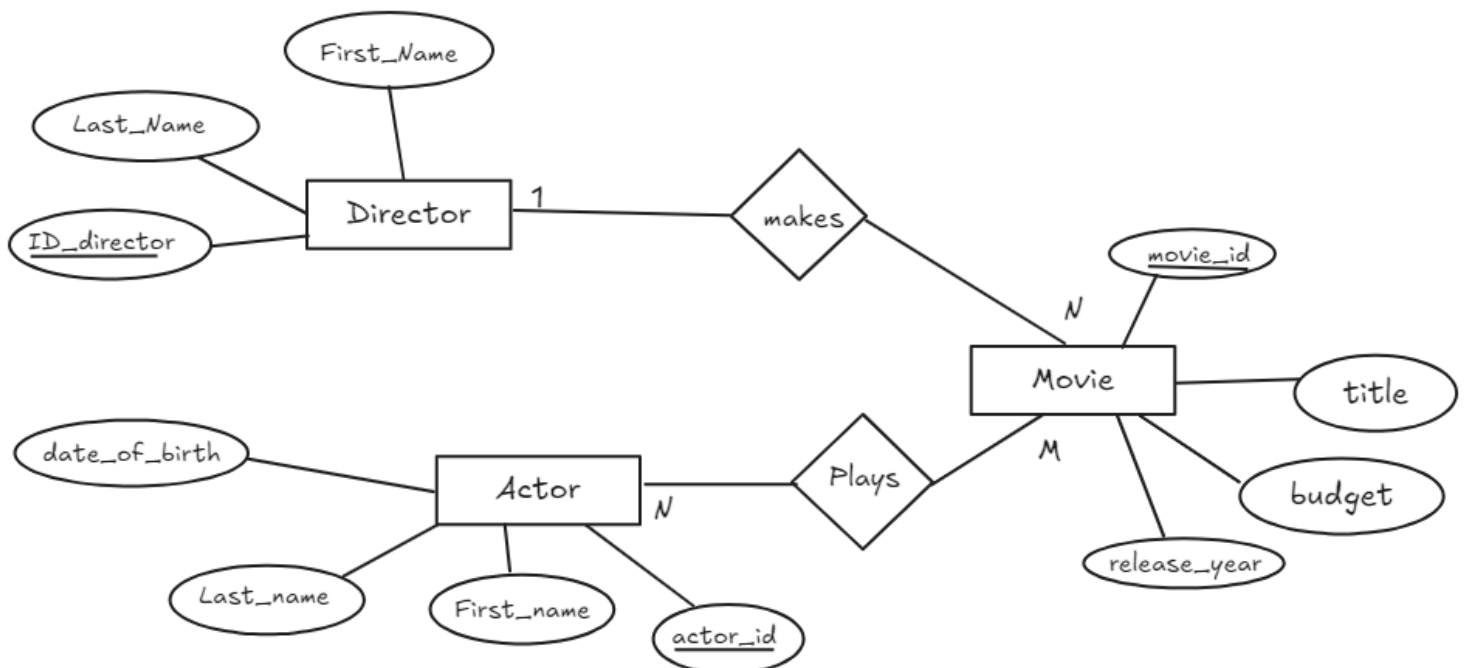 First_Name
Last_Name
ID_director
Director
1
makes
movie_id
N
Movie
title
M
budget
release_year
date_of_birth
Actor
N
Plays
Last_name
First_name
actor_id